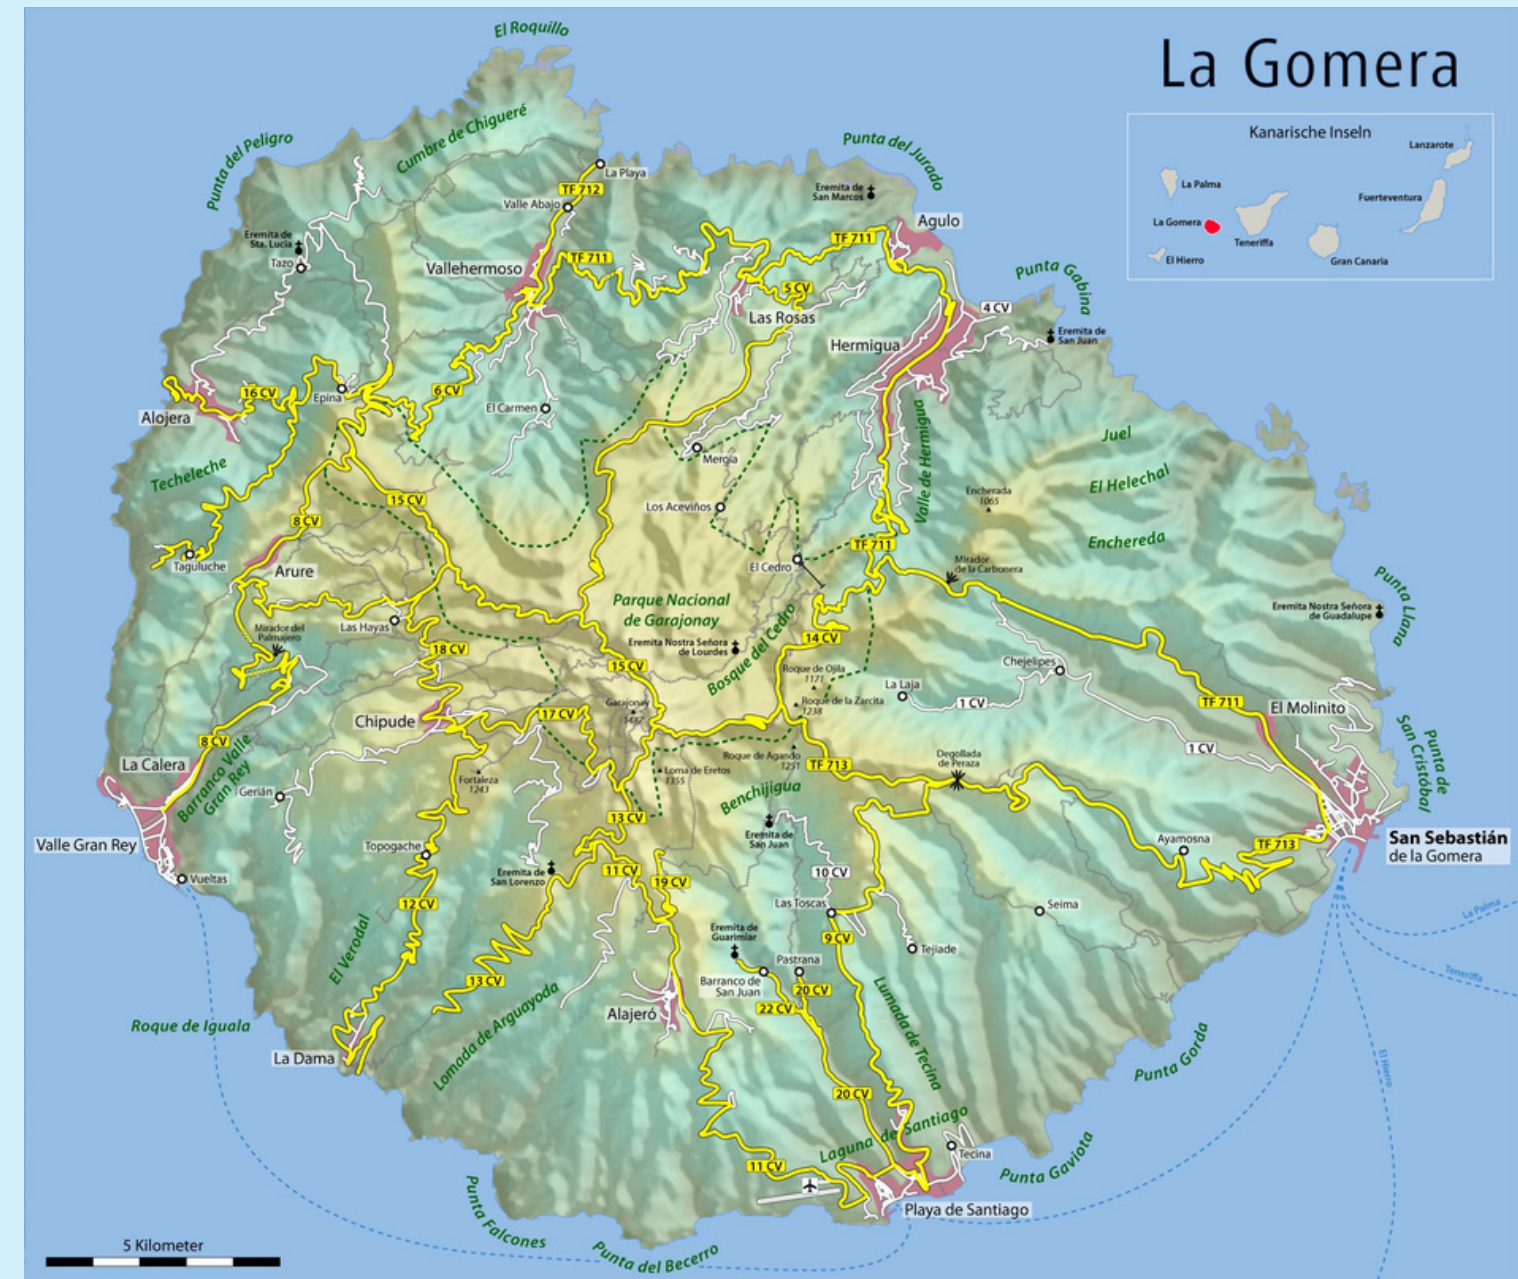 La Gomera
Kanarische Inseln
Lanzarote
La Palma
Fuerteventura
La Gomera
Teneriffa
El Hierro
Gran Canaria
El Roquillo
Cumbre de Chigueré
Punta del Peligro
Punta del Jurado
La Playa
TF 712
Valle Abajo
Eremita de
San Marcos
Agulo
Eremita de
Sta. Lucia
Tazo
Vallehermoso
TF 711
TF 711
Punta Gabina
5 CV
Las Rosas
4 CV
Eremita de
San Juan
Hermigua
16 CV
Epina
6 CV
El Carmen
Alojera
Valle de Hermigua
Juel
Techeleche
Mergia
El Helechal
15 CV
Encherada
1065
Los Aceviños
8 CV
Enchereda
TF 711
Taguluche
Arure
El Cedro
Mirador
de la Carbonera
Punta Llana
Parque Nacional
de Garajonay
Eremita Nostra Señora
de Guadalupe
Las Hayas
Mirador del
Palmajero
14 CV
18 CV
Eremita Nostra Señora
de Lourdes
Bosque del Cedro
15 CV
Roque de Ojila
1171
Chejelipes
La Laja
1 CV
Roque de la Zarcita
1238
TF 711
El Molinito
Garajonay
1487
Chipude
17 CV
8 CV
1 CV
Punta de
San Cristóbal
La Calera
Barranco Valle
Gran Rey
Roque de Agando
1251
TF 713
Degollada
de Peraza
Loma de Eretos
1355
Fortaleza
1243
Gerián
Benchijigua
13 CV
Eremita de
San Juan
Valle Gran Rey
Topogache
Ayamosna
TF 713
San Sebastián
de la Gomera
Vueltas
Eremita de
San Lorenzo
11 CV
19 CV
10 CV
12 CV
Las Toscas
Seima
La Palma
El Verodal
Eremita de
Guarimiar
9 CV
Tejiade
Pastrana
Teneriffa
13 CV
Barranco de
San Juan
20 CV
22 CV
Lomada de Arguayoda
Lumada de Tecina
Alajeró
Roque de Iguala
La Dama
Punta Gorda
El Hierro
20 CV
Laguna de Santiago
Tecina
Punta Gaviota
11 CV
Playa de Santiago
Punta Falcones
Punta del Becerro
5 Kilometer